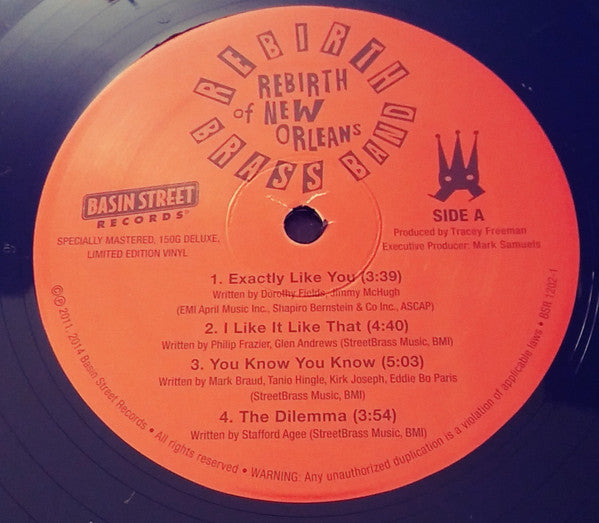 REBIRTH
BRASS BAND
REBIRTH
of NEW
ORLEANS
BASIN STREET
RECORDS
SPECIALLY MASTERED, 150G DELUXE,
LIMITED EDITION VINYL
SIDE A
Produced by Tracey Freeman
Executive Producer: Mark Samuels
1. Exactly Like You (3:39)
Written by Dorothy Fields, Jimmy McHugh
(EMI April Music Inc., Shapiro Bernstein & Co Inc., ASCAP)
2. I Like It Like That (4:40)
Written by Philip Frazier, Glen Andrews (StreetBrass Music, BMI)
3. You Know You Know (5:03)
Written by Mark Braud, Tanio Hingle, Kirk Joseph, Eddie Bo Paris
(StreetBrass Music, BMI)
4. The Dilemma (3:54)
Written by Stafford Agee (StreetBrass Music, BMI)
©℗ 2011, 2014 Basin Street Records • All rights reserved • WARNING: Any unauthorized duplication is a violation of applicable laws • BSR 1202-1